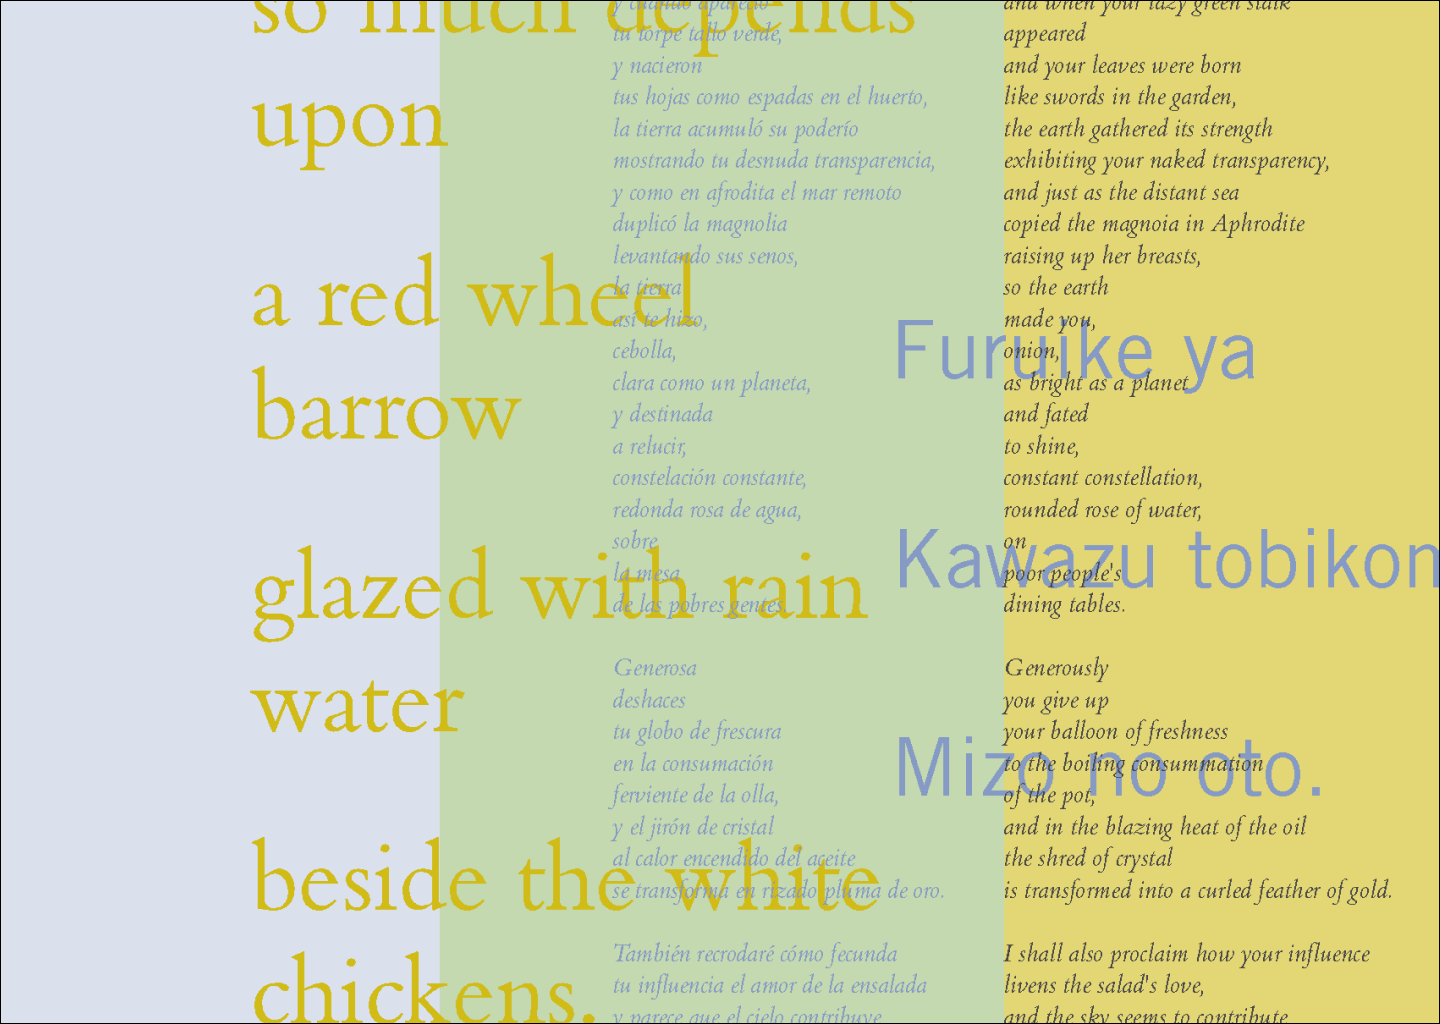 so much depends
upon
a red wheel
barrow
glazed with rain
water
beside the white
chickens.
y cuando apareció
tu torpe tallo verde,
y nacieron
tus hojas como espadas en el huerto,
la tierra acumuló su poderío
mostrando tu desnuda transparencia,
y como en afrodita el mar remoto
duplicó la magnolia
levantando sus senos,
la tierra
así te hizo,
cebolla,
clara como un planeta,
y destinada
a relucir,
constelación constante,
redonda rosa de agua,
sobre
la mesa
de las pobres gentes.
Generosa
deshaces
tu globo de frescura
en la consumación
ferviente de la olla,
y el jirón de cristal
al calor encendido del aceite
se transforma en rizado pluma de oro.
También recrodaré cómo fecunda
tu influencia el amor de la ensalada
y parece que el cielo contribuye
and when your lazy green stalk
appeared
and your leaves were born
like swords in the garden,
the earth gathered its strength
exhibiting your naked transparency,
and just as the distant sea
copied the magnoia in Aphrodite
raising up her breasts,
so the earth
made you,
onion,
as bright as a planet
and fated
to shine,
constant constellation,
rounded rose of water,
on
poor people's
dining tables.
Generously
you give up
your balloon of freshness
to the boiling consummation
of the pot,
and in the blazing heat of the oil
the shred of crystal
is transformed into a curled feather of gold.
I shall also proclaim how your influence
livens the salad's love,
and the sky seems to contribute
Furuike ya
Kawazu tobikon
Mizo no oto.